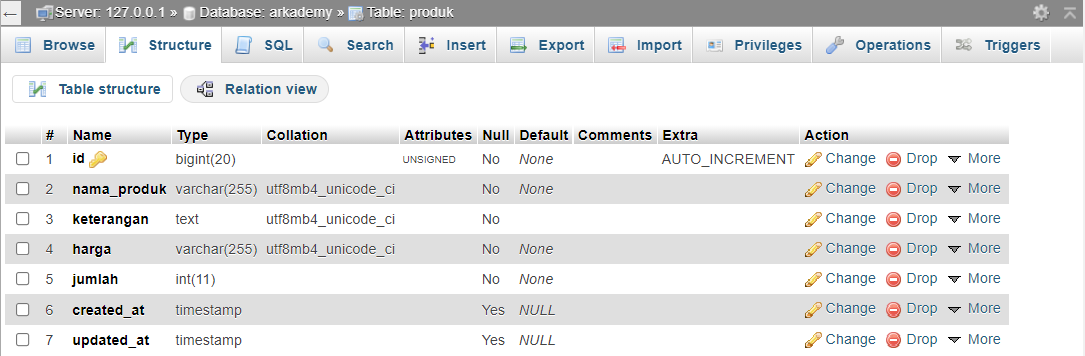 Server: 127.0.0.1 » Database: arkademy » Table: produk
Browse Structure SQL Search Insert Export Import Privileges Operations Triggers
Table structure Relation view
# Name Type Collation Attributes Null Default Comments Extra Action
1 id bigint(20) UNSIGNED No None AUTO_INCREMENT Change Drop More
2 nama_produk varchar(255) utf8mb4_unicode_ci No None Change Drop More
3 keterangan text utf8mb4_unicode_ci No Change Drop More
4 harga varchar(255) utf8mb4_unicode_ci No None Change Drop More
5 jumlah int(11) No None Change Drop More
6 created_at timestamp Yes NULL Change Drop More
7 updated_at timestamp Yes NULL Change Drop More